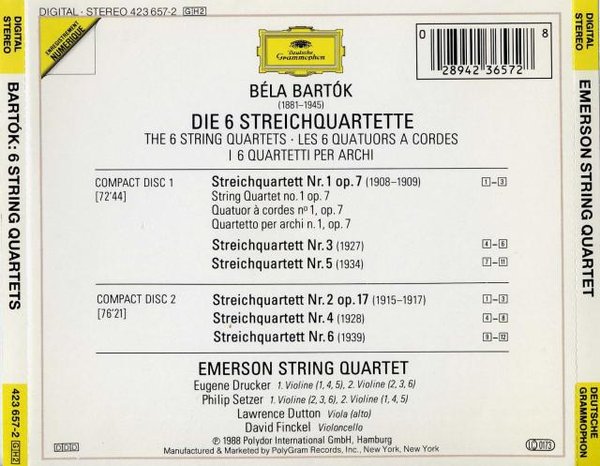 DIGITAL · STEREO 423 657-2 GH2
ENREGISTREMENT
NUMÉRIQUE
Deutsche
Grammophon
0 28942 36572 8
BÉLA BARTÓK
(1881-1945)
DIE 6 STREICHQUARTETTE
THE 6 STRING QUARTETS · LES 6 QUATUORS A CORDES
I 6 QUARTETTI PER ARCHI
COMPACT DISC 1
[72'44]
Streichquartett Nr. 1 op. 7 (1908-1909) 1-3
String Quartet no. 1 op. 7
Quatuor à cordes nº 1, op. 7
Quartetto per archi n. 1, op. 7
Streichquartett Nr. 3 (1927) 4-6
Streichquartett Nr. 5 (1934) 7-11
COMPACT DISC 2
[76'21]
Streichquartett Nr. 2 op. 17 (1915-1917) 1-3
Streichquartett Nr. 4 (1928) 4-8
Streichquartett Nr. 6 (1939) 9-12
EMERSON STRING QUARTET
Eugene Drucker 1. Violine (1, 4, 5), 2. Violine (2, 3, 6)
Philip Setzer 1. Violine (2, 3, 6), 2. Violine (1, 4, 5)
Lawrence Dutton Viola (alto)
David Finckel Violoncello
℗ 1988 Polydor International GmbH, Hamburg
Manufactured & Marketed by PolyGram Records, Inc., New York, New York
DDD
IQ 0173
DIGITAL
STEREO
BARTÓK: 6 STRING QUARTETS
423 657-2
GH2
DIGITAL
STEREO
EMERSON STRING QUARTET
DEUTSCHE
GRAMMOPHON